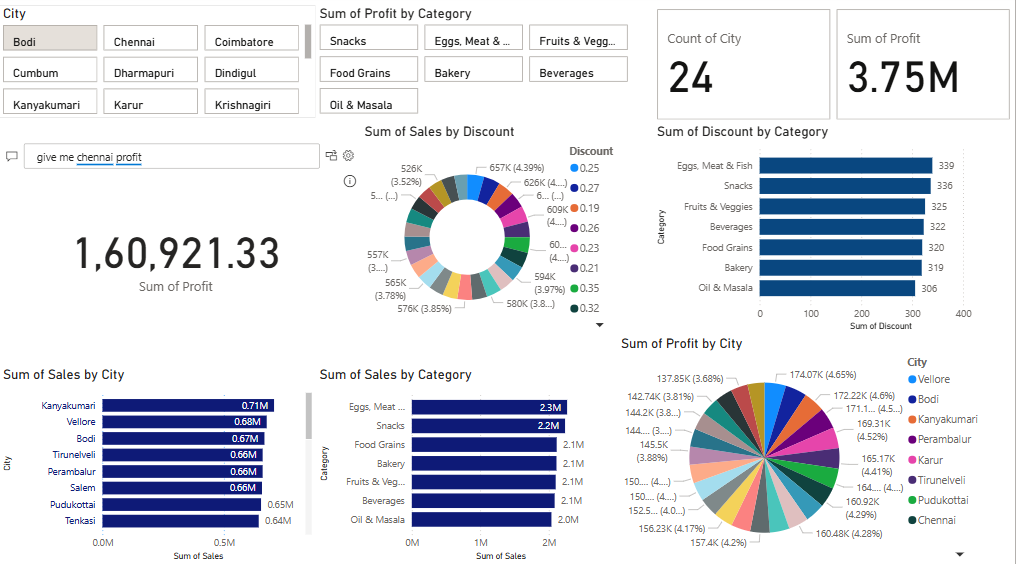 City
Bodi
Chennai
Coimbatore
Cumbum
Dharmapuri
Dindigul
Kanyakumari
Karur
Krishnagiri
Sum of Profit by Category
Snacks
Eggs, Meat & ...
Fruits & Vegg...
Food Grains
Bakery
Beverages
Oil & Masala
Count of City
24
Sum of Profit
3.75M
give me chennai profit
1,60,921.33
Sum of Profit
Sum of Sales by Discount
526K
(3.52%)
5... (...)
557K
(3....)
565K
(3.78%)
576K (3.85%)
657K (4.39%)
626K (4....)
6... (...)
609K
(4....)
60...
(4....)
594K
(3.97%)
580K (3.8...)
Discount
0.25
0.27
0.19
0.26
0.23
0.21
0.35
0.32
Sum of Discount by Category
Category
Eggs, Meat & Fish 339
Snacks 336
Fruits & Veggies 325
Beverages 322
Food Grains 320
Bakery 319
Oil & Masala 306
0 100 200 300 400
Sum of Discount
Sum of Sales by City
City
Kanyakumari 0.71M
Vellore 0.68M
Bodi 0.67M
Tirunelveli 0.66M
Perambalur 0.66M
Salem 0.66M
Pudukottai 0.65M
Tenkasi 0.64M
0.0M 0.5M
Sum of Sales
Sum of Sales by Category
Category
Eggs, Meat ... 2.3M
Snacks 2.2M
Food Grains 2.1M
Bakery 2.1M
Fruits & Veg... 2.1M
Beverages 2.1M
Oil & Masala 2.0M
0M 1M 2M
Sum of Sales
Sum of Profit by City
137.85K (3.68%)
142.74K (3.81%)
144.2K (3.8...)
144.... (3....)
145.5K
(3.88%)
150.... (4....)
150.... (4....)
152.5... (4.0...)
156.23K (4.17%)
157.4K (4.2%)
174.07K (4.65%)
172.22K (4.6%)
171.1... (4.5...)
169.31K
(4.52%)
165.17K
(4.41%)
164.... (4....)
160.92K
(4.29%)
160.48K (4.28%)
City
Vellore
Bodi
Kanyakumari
Perambalur
Karur
Tirunelveli
Pudukottai
Chennai